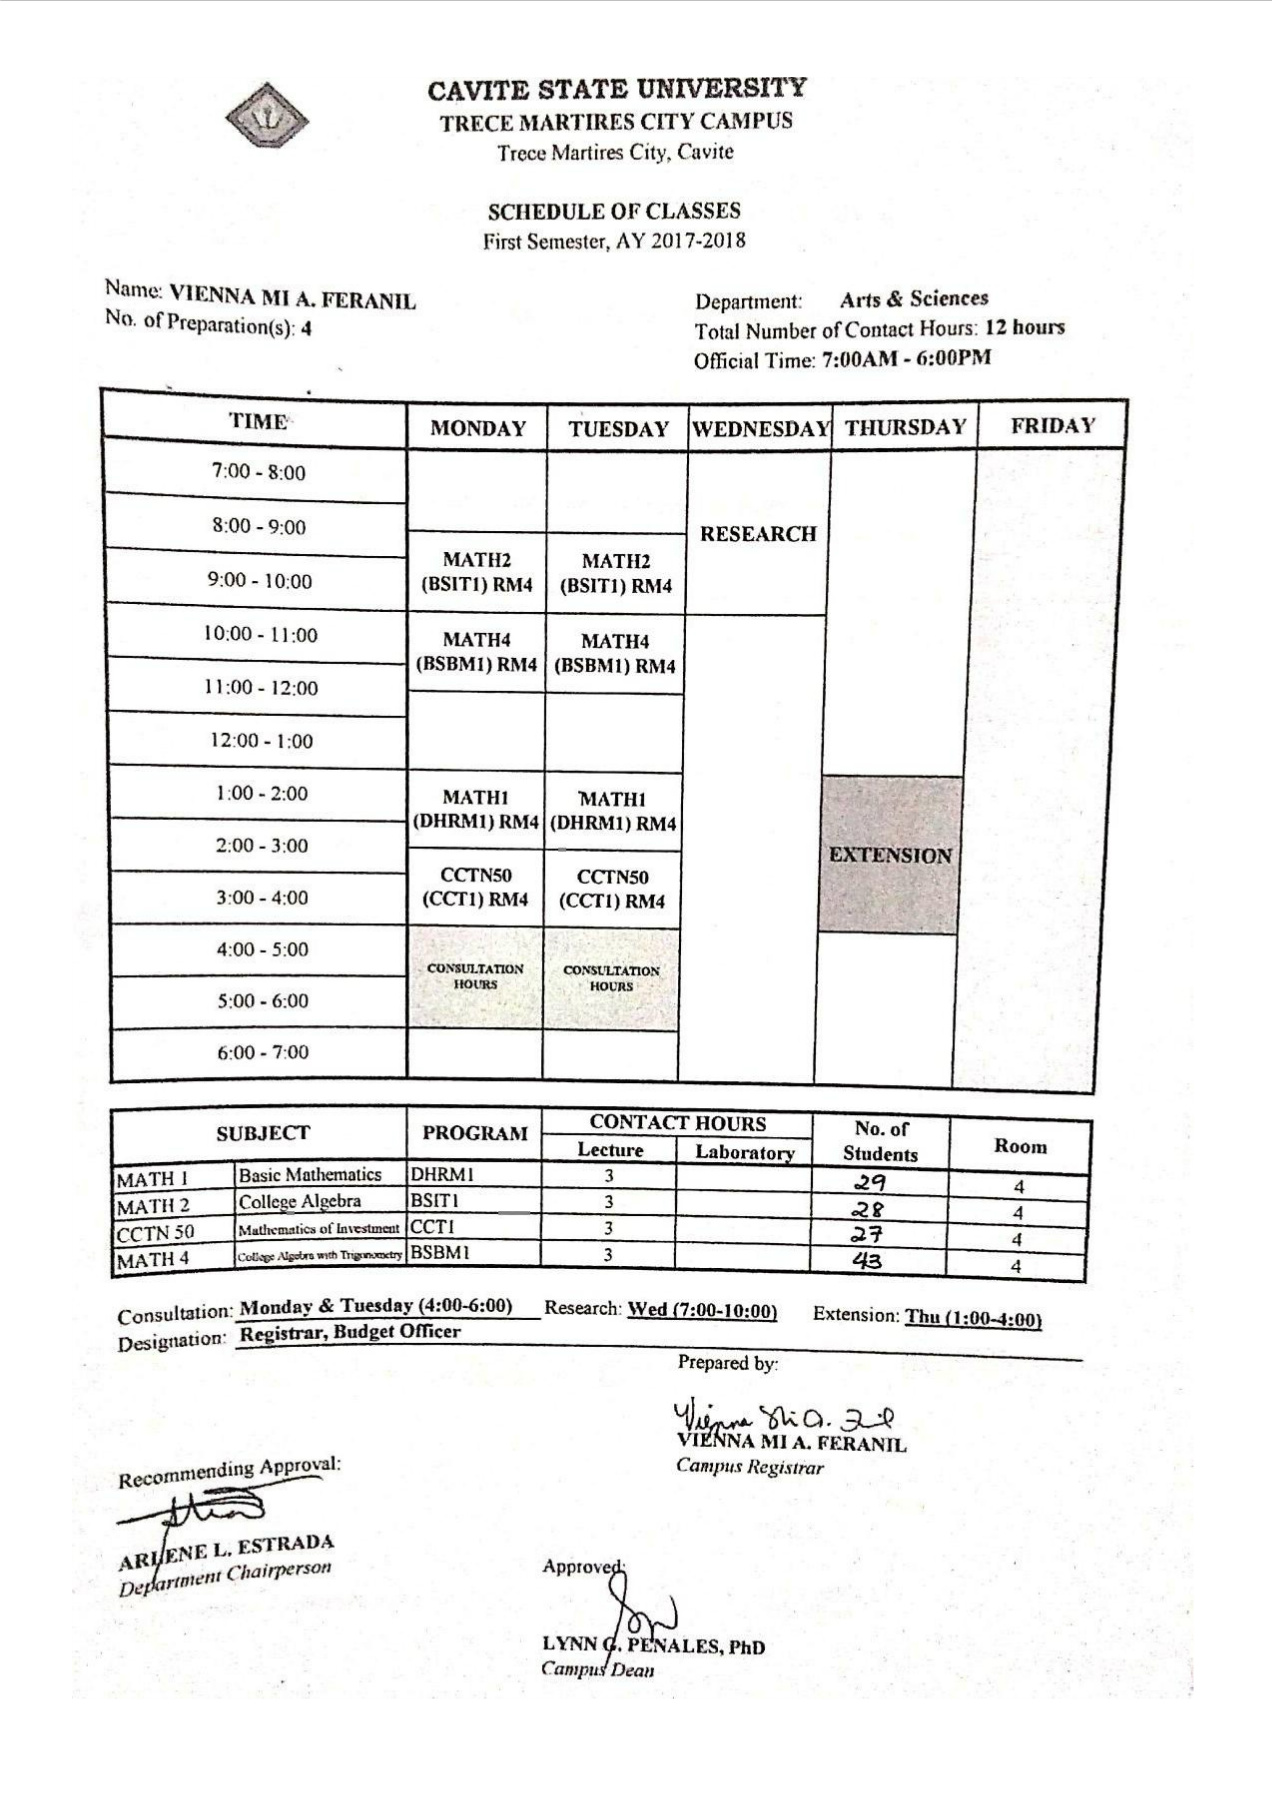 CAVITE STATE UNIVERSITY
TRECE MARTIRES CITY CAMPUS
Trece Martires City, Cavite
SCHEDULE OF CLASSES
First Semester, AY 2017-2018
Name: VIENNA MI A. FERANIL
No. of Preparation(s): 4
Department: Arts & Sciences
Total Number of Contact Hours: 12 hours
Official Time: 7:00AM - 6:00PM
TIME MONDAY TUESDAY WEDNESDAY THURSDAY FRIDAY
7:00 - 8:00
8:00 - 9:00
RESEARCH
MATH2 MATH2
9:00 - 10:00 (BSIT1) RM4 (BSIT1) RM4
10:00 - 11:00 MATH4 MATH4
(BSBM1) RM4 (BSBM1) RM4
11:00 - 12:00
12:00 - 1:00
1:00 - 2:00 MATH1 MATH1
(DHRM1) RM4 (DHRM1) RM4
2:00 - 3:00 EXTENSION
CCTN50 CCTN50
3:00 - 4:00 (CCT1) RM4 (CCT1) RM4
4:00 - 5:00
CONSULTATION CONSULTATION
HOURS HOURS
5:00 - 6:00
6:00 - 7:00
SUBJECT PROGRAM CONTACT HOURS No. of Students Room
Lecture Laboratory
MATH 1 Basic Mathematics DHRM1 3 29 4
MATH 2 College Algebra BSIT1 3 28 4
CCTN 50 Mathematics of Investment CCT1 3 27 4
MATH 4 College Algebra with Trigonometry BSBM1 3 43 4
Consultation: Monday & Tuesday (4:00-6:00) Research: Wed (7:00-10:00) Extension: Thu (1:00-4:00)
Designation: Registrar, Budget Officer
Prepared by:
Vienna Mi A.
VIENNA MI A. FERANIL
Campus Registrar
Recommending Approval:
ARLENE L. ESTRADA
Department Chairperson
Approved:
LYNN G. PENALES, PhD
Campus Dean